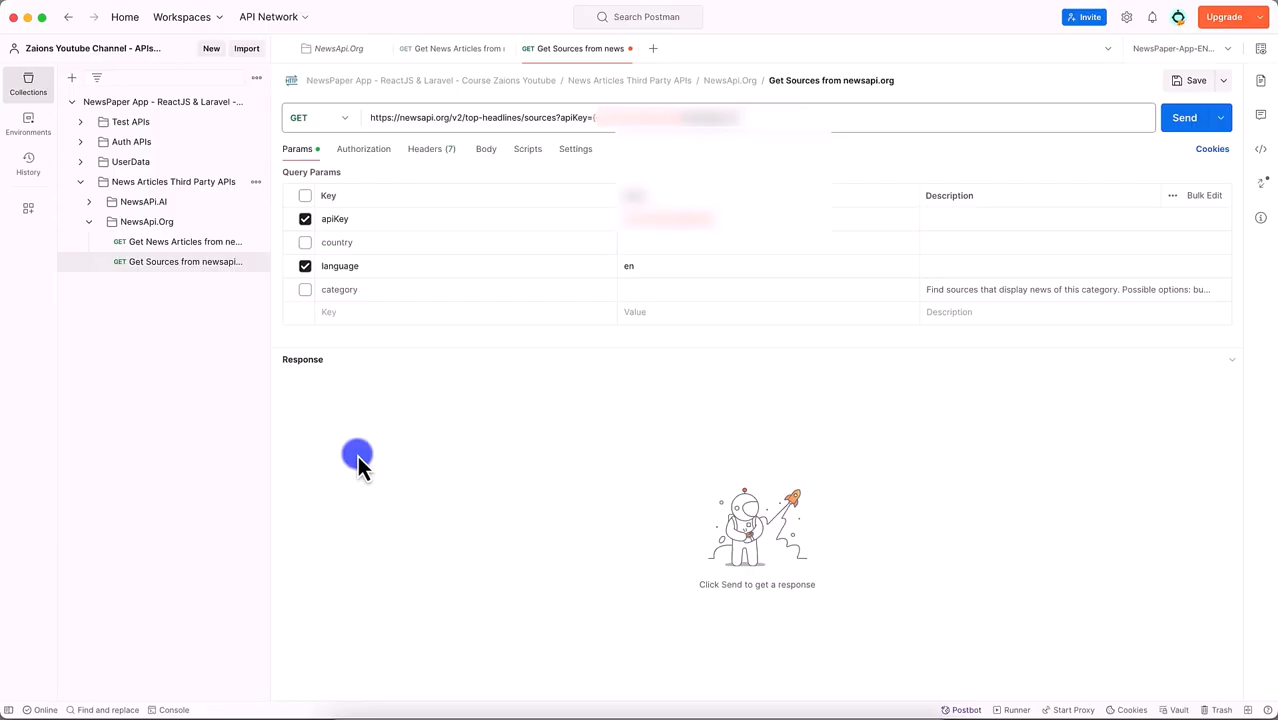 Home
Workspaces
API Network
Search Postman
Invite
Upgrade
Zaions Youtube Channel - APIs...
New
Import
NewsApi.Org
GET Get News Articles from
GET Get Sources from news
NewsPaper-App-EN...
Collections
Environments
History
NewsPaper App - ReactJS & Laravel -...
Test APIs
Auth APIs
UserData
News Articles Third Party APIs
NewsAPI.AI
NewsApi.Org
GET Get News Articles from ne...
GET Get Sources from newsapi...
HTTP NewsPaper App - ReactJS & Laravel - Course Zaions Youtube / News Articles Third Party APIs / NewsApi.Org / Get Sources from newsapi.org
Save
GET https://newsapi.org/v2/top-headlines/sources?apiKey=
Send
Params Authorization Headers (7) Body Scripts Settings
Cookies
Query Params
Key Description Bulk Edit
apiKey
country
language en
category Find sources that display news of this category. Possible options: bu...
Key Value Description
Response
Click Send to get a response
Online Find and replace Console
Postbot Runner Start Proxy Cookies Vault Trash